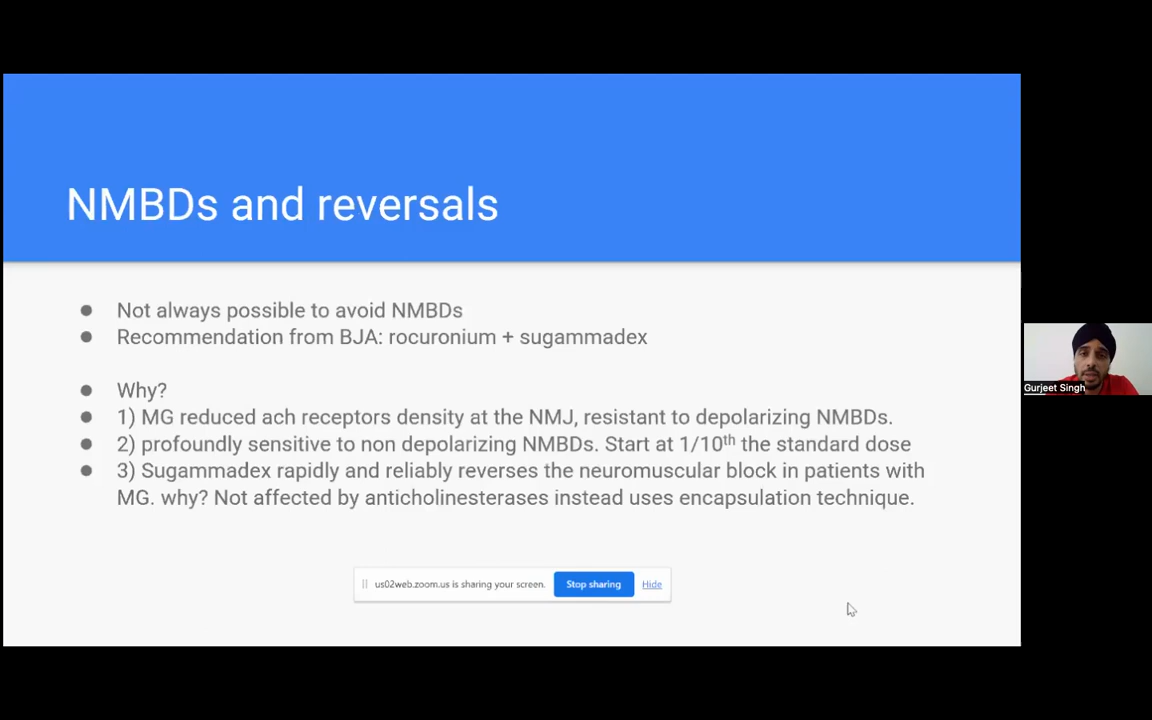 NMBDs and reversals
Not always possible to avoid NMBDs
Recommendation from BJA: rocuronium + sugammadex
Why?
1) MG reduced ach receptors density at the NMJ, resistant to depolarizing NMBDs.
2) profoundly sensitive to non depolarizing NMBDs. Start at 1/10th the standard dose
3) Sugammadex rapidly and reliably reverses the neuromuscular block in patients with
MG. why? Not affected by anticholinesterases instead uses encapsulation technique.
us02web.zoom.us is sharing your screen. Stop sharing Hide
Gurjeet Singh